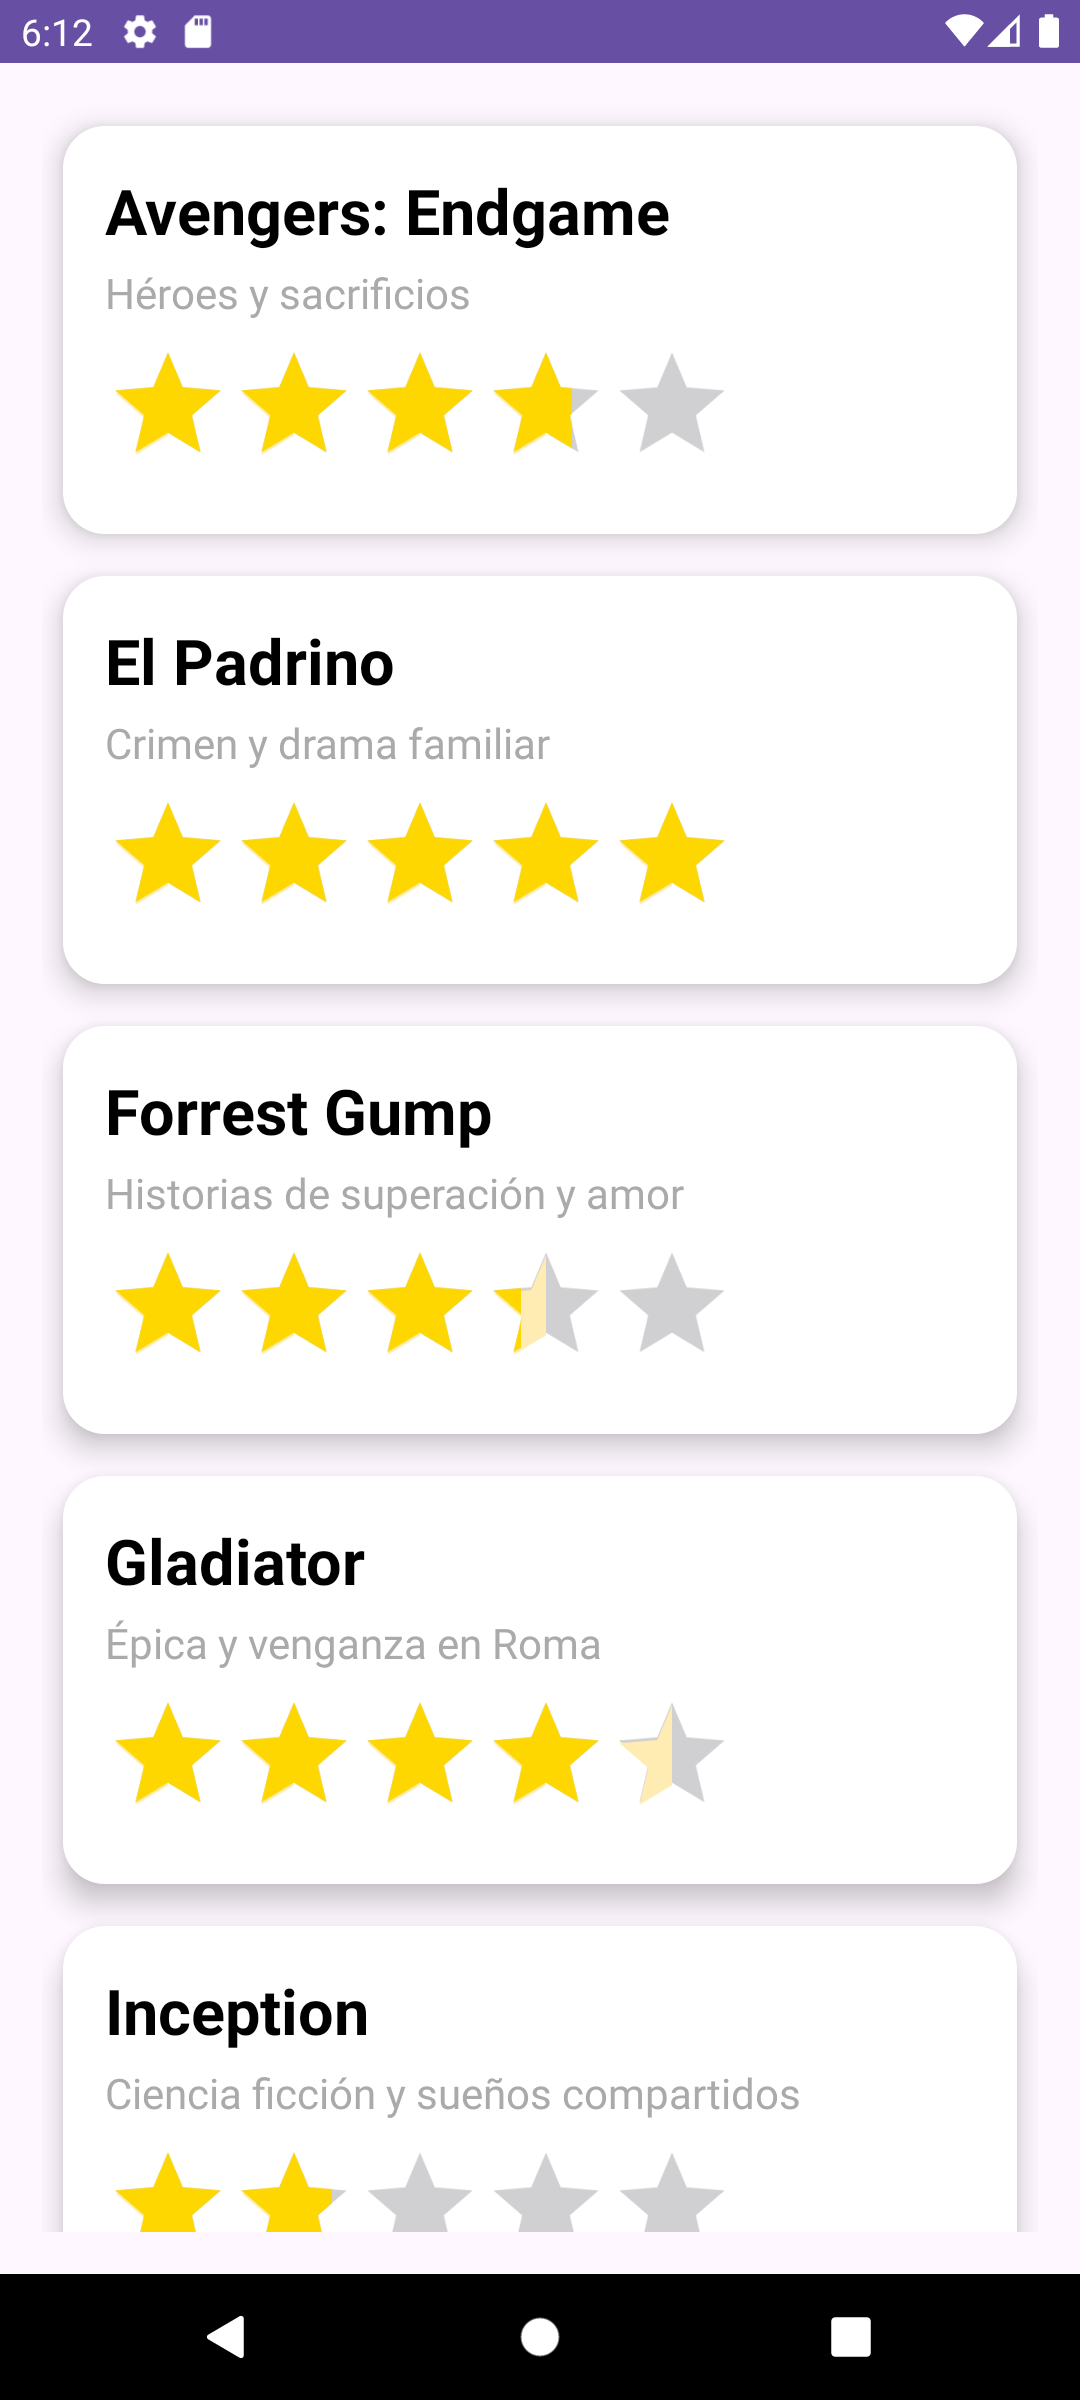 6:12
Avengers: Endgame
Héroes y sacrificios
El Padrino
Crimen y drama familiar
Forrest Gump
Historias de superación y amor
Gladiator
Épica y venganza en Roma
Inception
Ciencia ficción y sueños compartidos